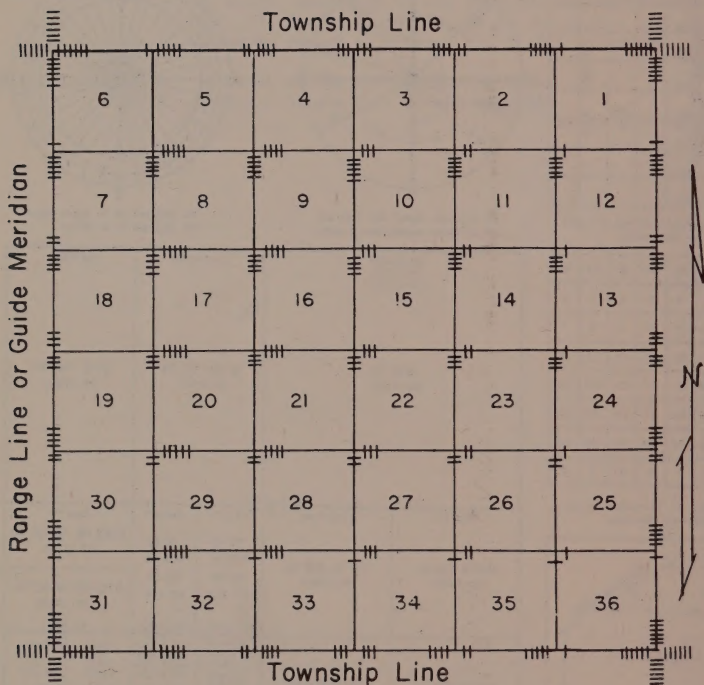 Township Line
6 5 4 3 2 1
7 8 9 10 11 12
Range Line or Guide Meridian
18 17 16 15 14 13
N
19 20 21 22 23 24
30 29 28 27 26 25
31 32 33 34 35 36
Township Line